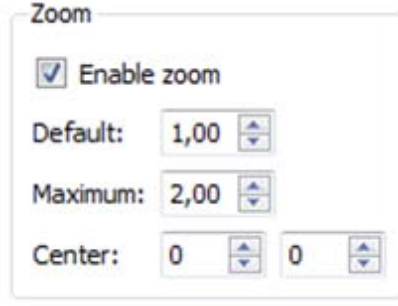 Zoom
Enable zoom
Default: 1,00
Maximum: 2,00
Center: 0 0